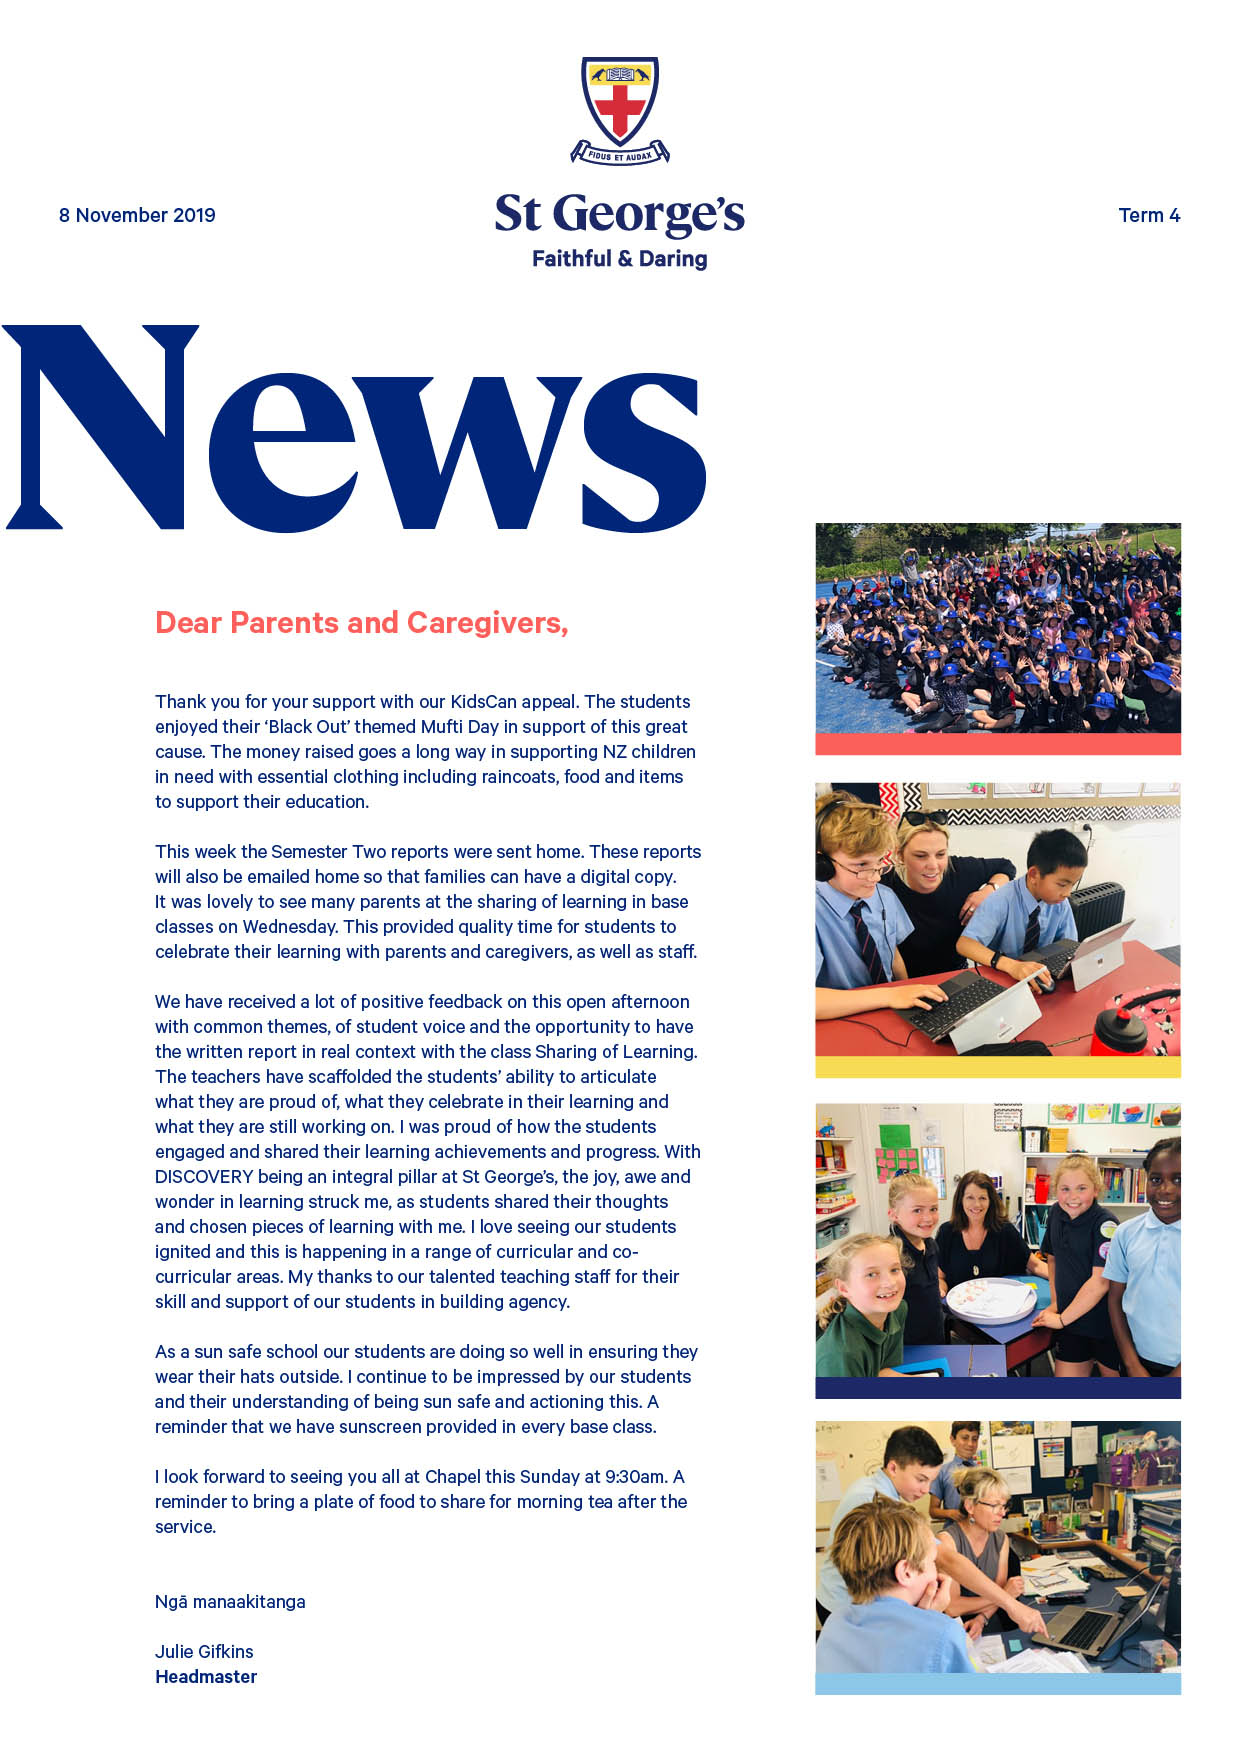 FIDUS ET AUDAX
8 November 2019
St George's
Term 4
Faithful & Daring
News
Dear Parents and Caregivers,
Thank you for your support with our KidsCan appeal. The students
enjoyed their ‘Black Out’ themed Mufti Day in support of this great
cause. The money raised goes a long way in supporting NZ children
in need with essential clothing including raincoats, food and items
to support their education.
This week the Semester Two reports were sent home. These reports
will also be emailed home so that families can have a digital copy.
It was lovely to see many parents at the sharing of learning in base
classes on Wednesday. This provided quality time for students to
celebrate their learning with parents and caregivers, as well as staff.
We have received a lot of positive feedback on this open afternoon
with common themes, of student voice and the opportunity to have
the written report in real context with the class Sharing of Learning.
The teachers have scaffolded the students’ ability to articulate
what they are proud of, what they celebrate in their learning and
what they are still working on. I was proud of how the students
engaged and shared their learning achievements and progress. With
DISCOVERY being an integral pillar at St George’s, the joy, awe and
wonder in learning struck me, as students shared their thoughts
and chosen pieces of learning with me. I love seeing our students
ignited and this is happening in a range of curricular and co-
curricular areas. My thanks to our talented teaching staff for their
skill and support of our students in building agency.
As a sun safe school our students are doing so well in ensuring they
wear their hats outside. I continue to be impressed by our students
and their understanding of being sun safe and actioning this. A
reminder that we have sunscreen provided in every base class.
I look forward to seeing you all at Chapel this Sunday at 9:30am. A
reminder to bring a plate of food to share for morning tea after the
service.
Ngā manaakitanga
Julie Gifkins
Headmaster